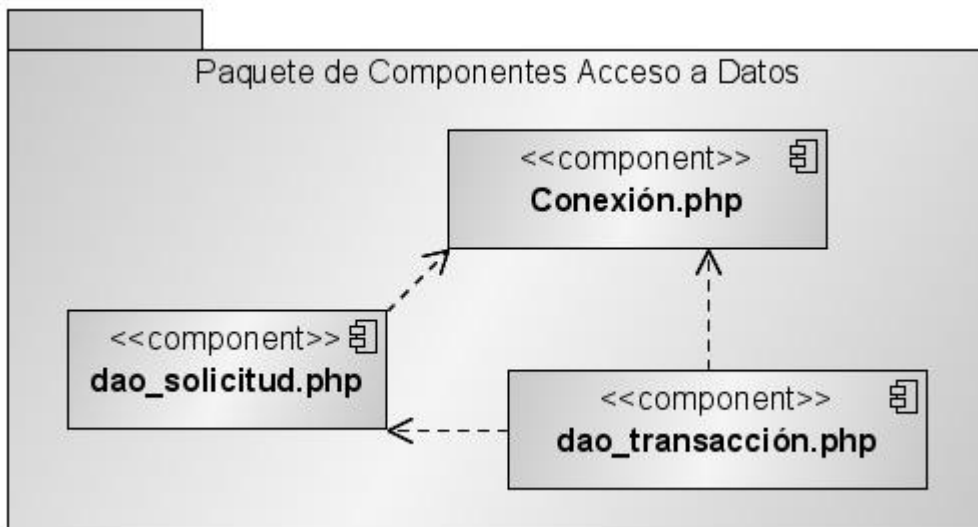 Paquete de Componentes Acceso a Datos
<<component>>
Conexión.php
<<component>>
dao_solicitud.php
<<component>>
dao_transacción.php